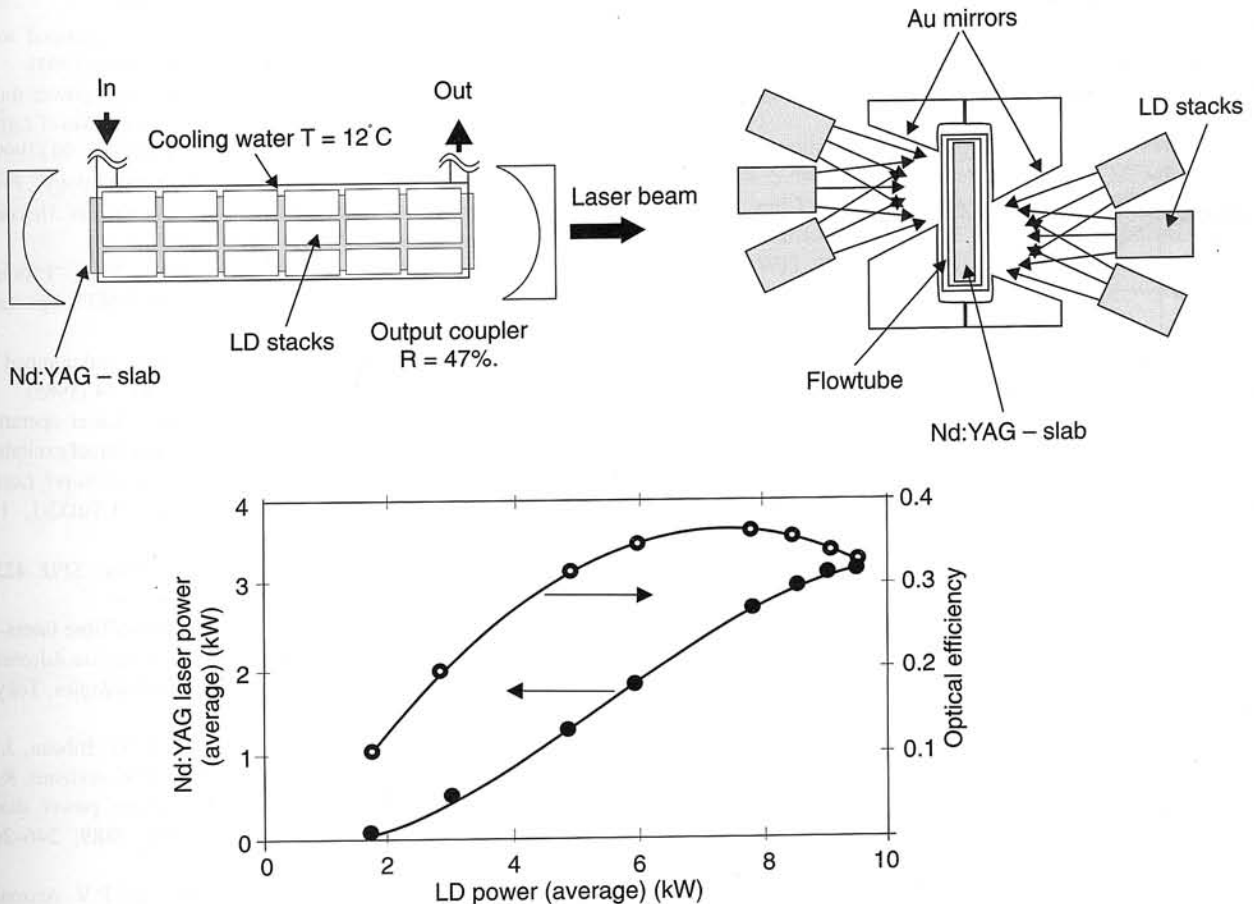 In
Out
Cooling water T = 12°C
Laser beam
LD stacks
Output coupler
R = 47%.
Nd:YAG – slab
Au mirrors
LD stacks
Flowtube
Nd:YAG – slab
Nd:YAG laser power
(average) (kW)
4
3
2
1
0
0.4
0.3
0.2
0.1
0
Optical efficiency
0
2
4
6
8
10
LD power (average) (kW)